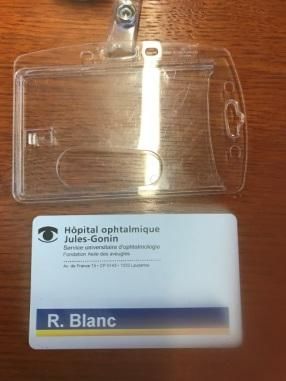 Hôpital ophtalmique
Jules-Gonin
Service universitaire d'ophtalmologie
Fondation Asile des aveugles
Av. de France 15 • CP 5143 • 1002 Lausanne
R. Blanc